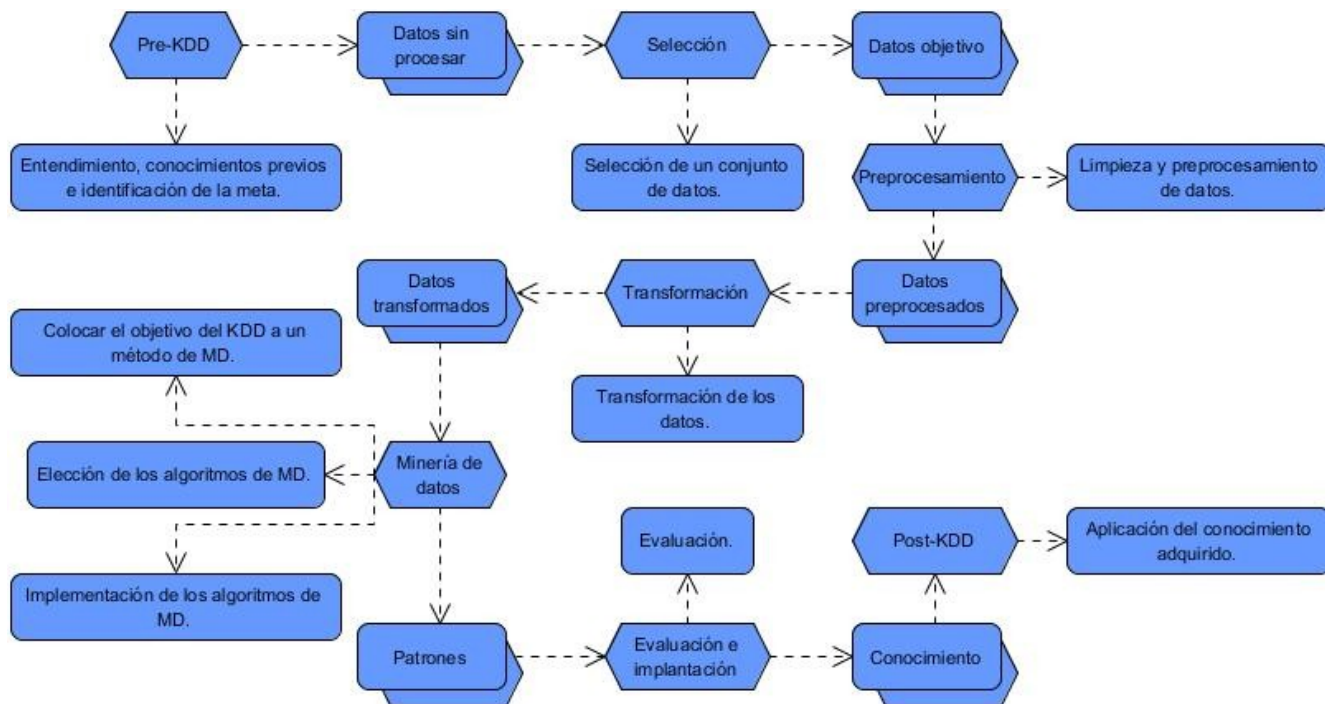 Pre-KDD
Datos sin
procesar
Selección
Datos objetivo
Entendimiento, conocimientos previos
e identificación de la meta.
Selección de un conjunto
de datos.
Preprocesamiento
Limpieza y preprocesamiento
de datos.
Datos
transformados
Transformación
Datos
preprocesados
Colocar el objetivo del KDD a un
método de MD.
Transformación de los
datos.
Elección de los algoritmos de MD.
Minería de
datos
Evaluación.
Post-KDD
Aplicación del conocimiento
adquirido.
Implementación de los algoritmos de
MD.
Patrones
Evaluación e
implantación
Conocimiento